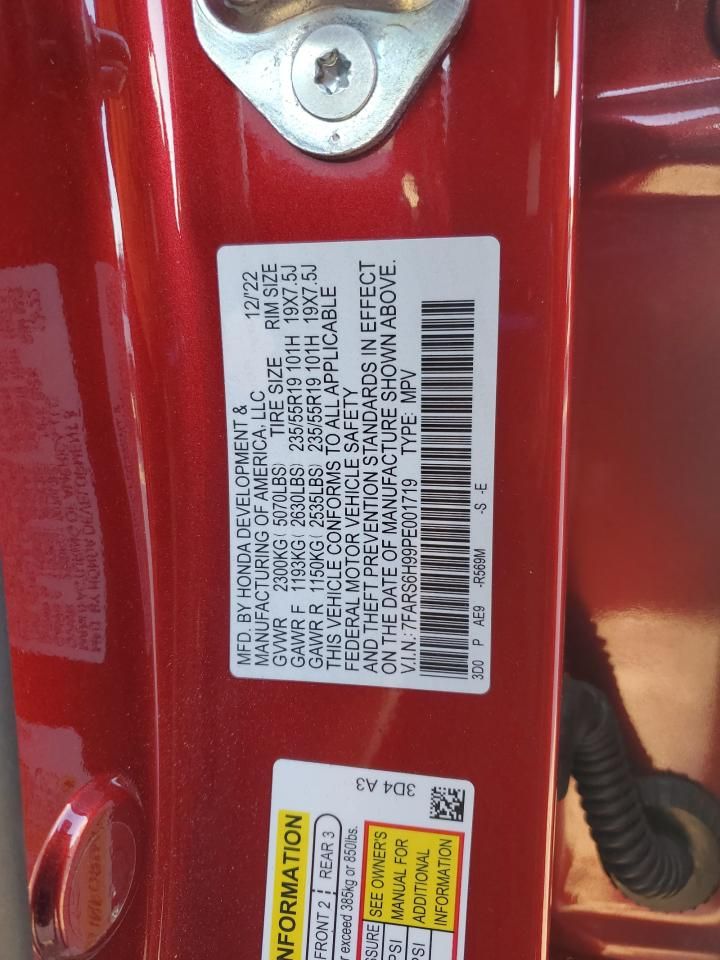 MFD. BY HONDA DEVELOPMENT &
MANUFACTURING OF AMERICA, LLC 12/'22
GVWR 2300KG ( 5070LBS) TIRE SIZE RIM SIZE
GAWR F 1193KG ( 2630LBS) 235/55R19 101H 19X7.5J
GAWR R 1150KG ( 2535LBS) 235/55R19 101H 19X7.5J
THIS VEHICLE CONFORMS TO ALL APPLICABLE
FEDERAL MOTOR VEHICLE SAFETY
AND THEFT PREVENTION STANDARDS IN EFFECT
ON THE DATE OF MANUFACTURE SHOWN ABOVE.
V.I.N.: 7FARS6H99PE001719 TYPE: MPV
3D0 P AE9 -R569M -S -E
3D4 A3
NFORMATION
FRONT 2 REAR 3
exceed 385kg or 850lbs.
SSURE SEE OWNER'S
PSI MANUAL FOR
PSI ADDITIONAL
INFORMATION